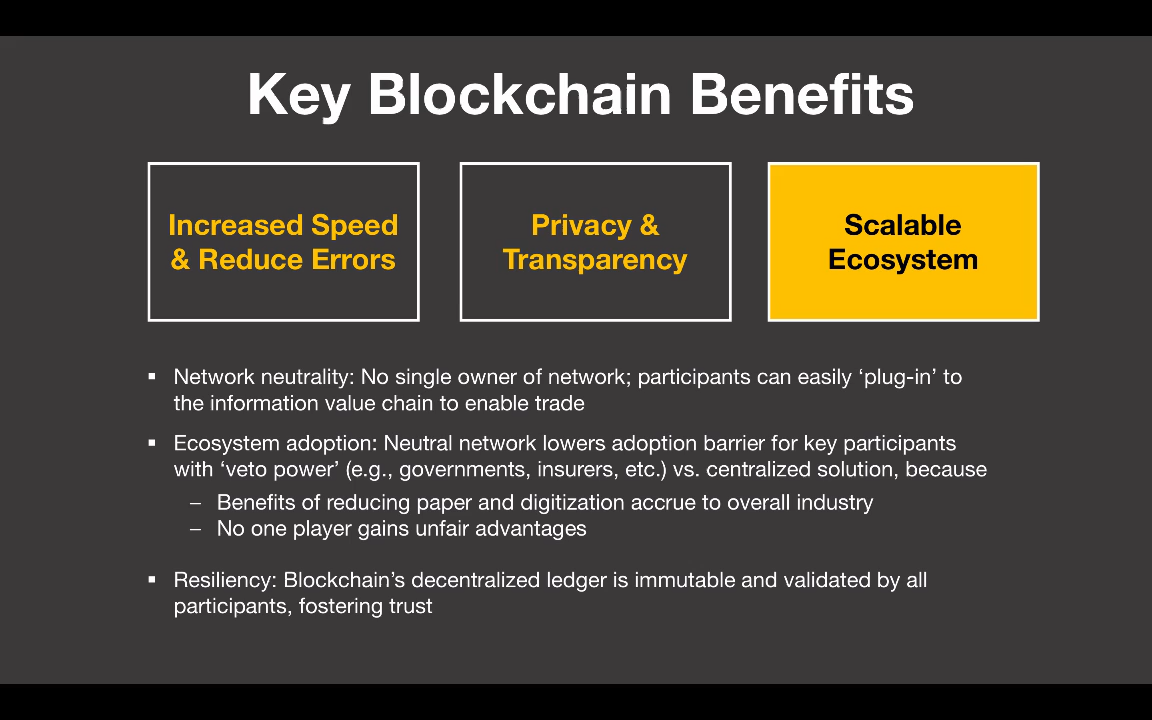 Key Blockchain Benefits
Increased Speed
& Reduce Errors
Privacy &
Transparency
Scalable
Ecosystem
▪ Network neutrality: No single owner of network; participants can easily ‘plug-in’ to
the information value chain to enable trade
▪ Ecosystem adoption: Neutral network lowers adoption barrier for key participants
with ‘veto power’ (e.g., governments, insurers, etc.) vs. centralized solution, because
– Benefits of reducing paper and digitization accrue to overall industry
– No one player gains unfair advantages
▪ Resiliency: Blockchain’s decentralized ledger is immutable and validated by all
participants, fostering trust